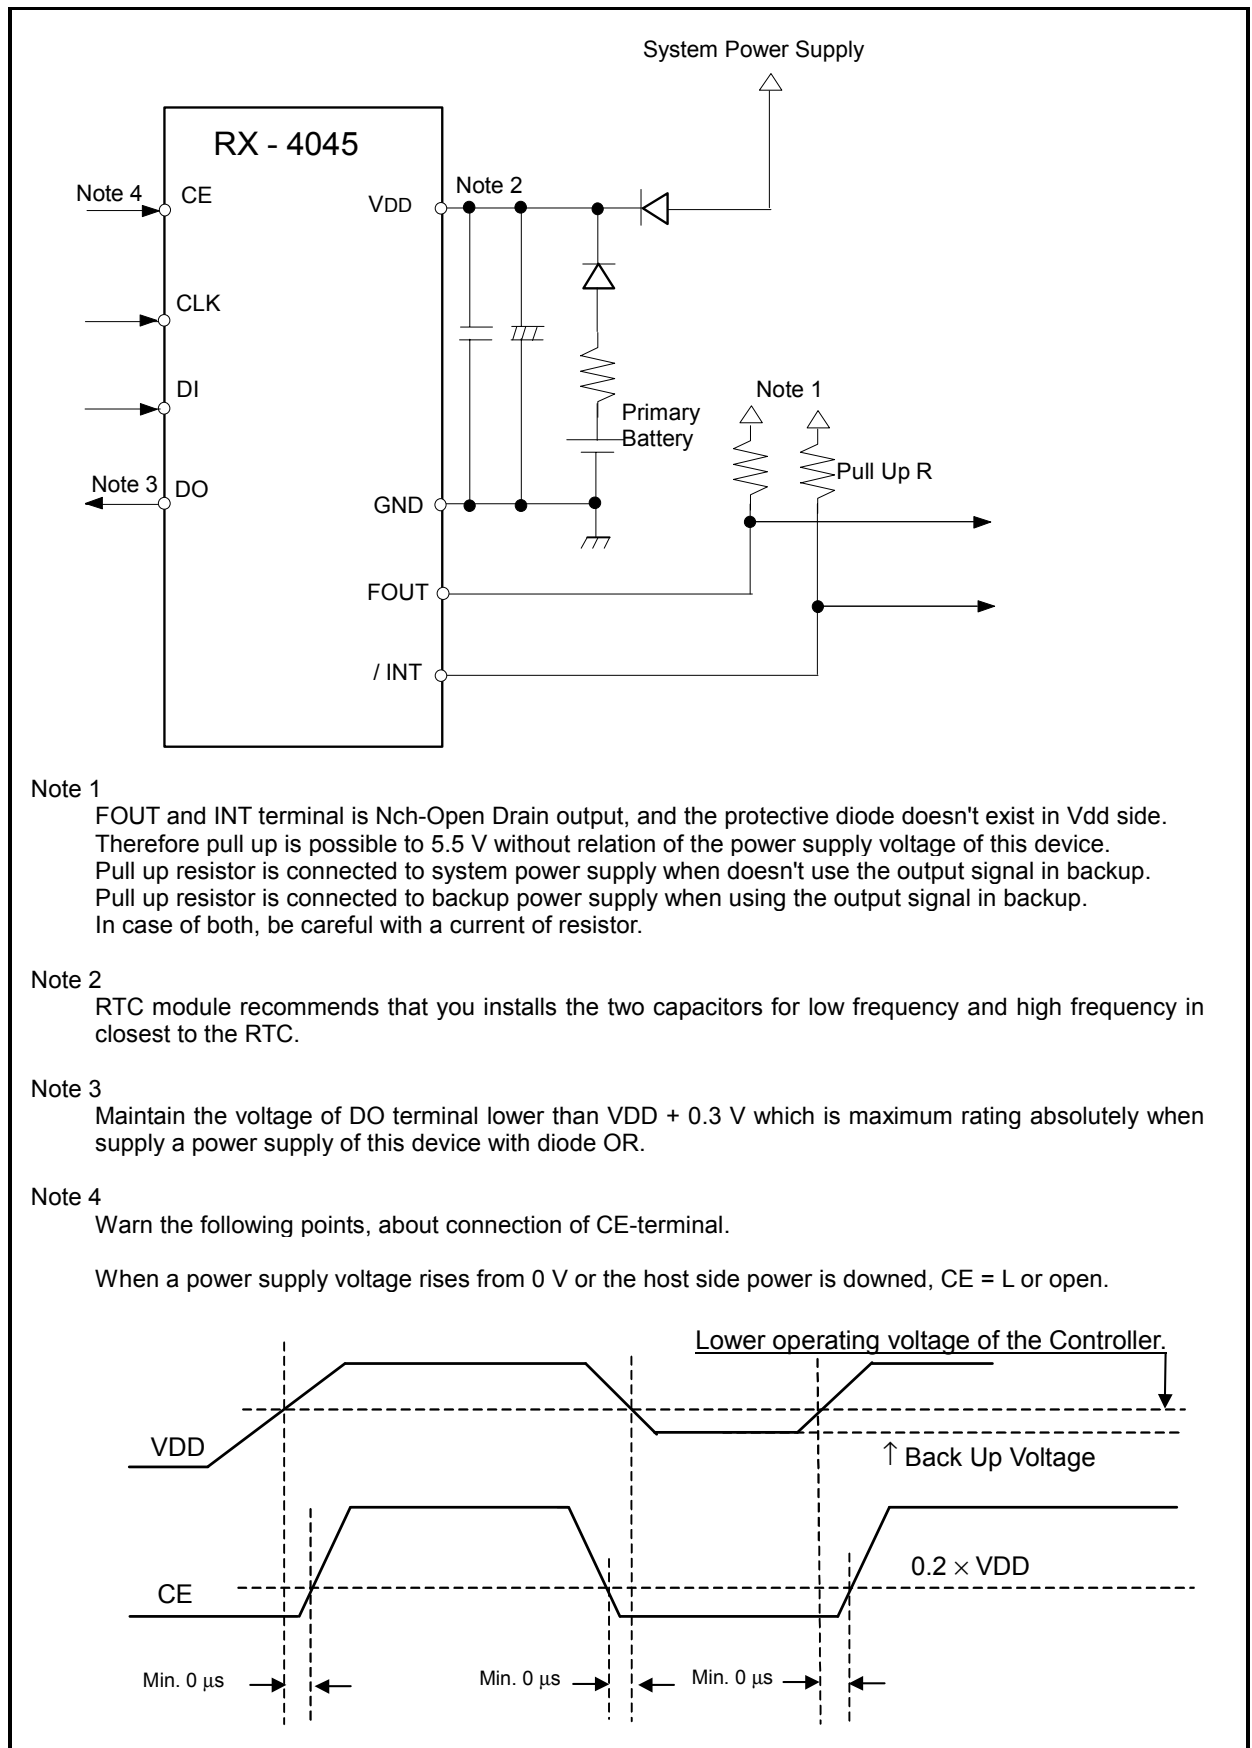 System Power Supply
RX - 4045
Note 4
CE
VDD
Note 2
CLK
DI
Note 1
Primary
Battery
Pull Up R
Note 3
DO
GND
FOUT
/ INT
Note 1
FOUT and INT terminal is Nch-Open Drain output, and the protective diode doesn't exist in Vdd side.
Therefore pull up is possible to 5.5 V without relation of the power supply voltage of this device.
Pull up resistor is connected to system power supply when doesn't use the output signal in backup.
Pull up resistor is connected to backup power supply when using the output signal in backup.
In case of both, be careful with a current of resistor.
Note 2
RTC module recommends that you installs the two capacitors for low frequency and high frequency in
closest to the RTC.
Note 3
Maintain the voltage of DO terminal lower than VDD + 0.3 V which is maximum rating absolutely when
supply a power supply of this device with diode OR.
Note 4
Warn the following points, about connection of CE-terminal.
When a power supply voltage rises from 0 V or the host side power is downed, CE = L or open.
Lower operating voltage of the Controller.
VDD
↑ Back Up Voltage
0.2 × VDD
CE
Min. 0 μs
Min. 0 μs
Min. 0 μs